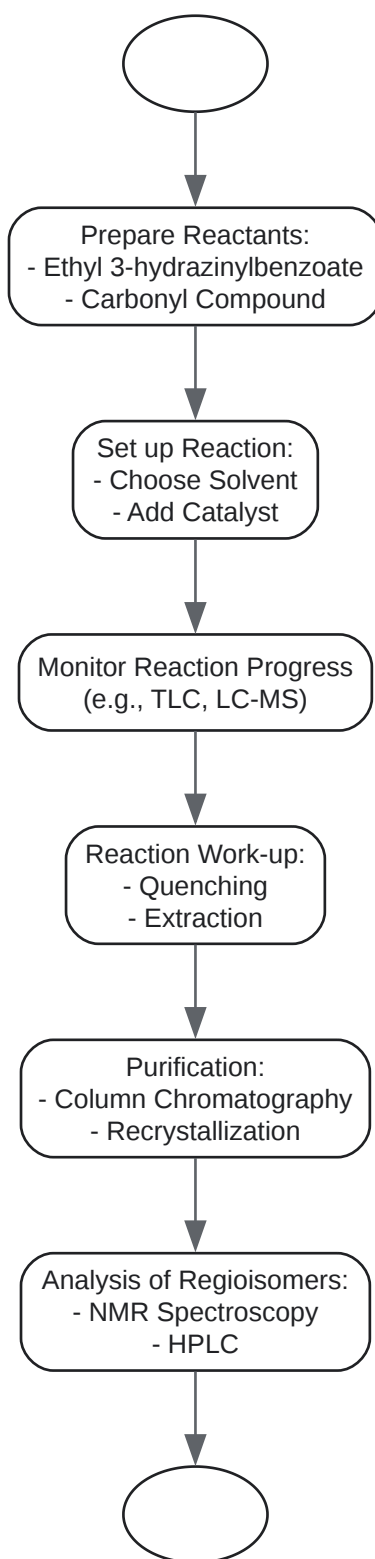 Prepare Reactants:
- Ethyl 3-hydrazinylbenzoate
- Carbonyl Compound
Set up Reaction:
- Choose Solvent
- Add Catalyst
Monitor Reaction Progress
(e.g., TLC, LC-MS)
Reaction Work-up:
- Quenching
- Extraction
Purification:
- Column Chromatography
- Recrystallization
Analysis of Regioisomers:
- NMR Spectroscopy
- HPLC